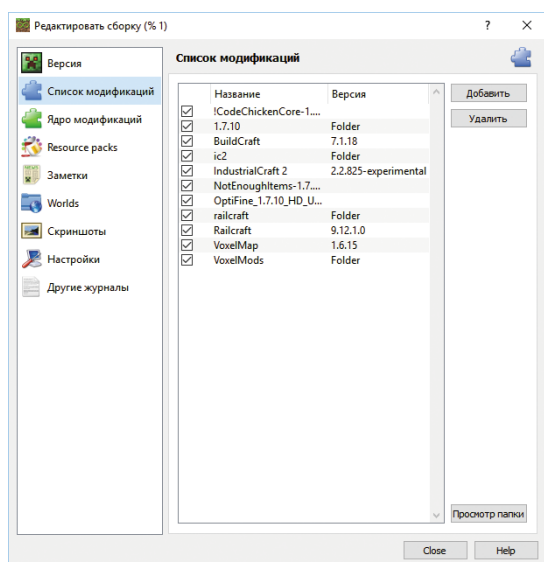 Редактировать сборку (% 1)
?
Версия
Список модификаций
Ядро модификаций
Resource packs
Заметки
Worlds
Скриншоты
Настройки
Другие журналы
Список модификаций
Название Версия
!CodeChickenCore-1....
1.7.10 Folder
BuildCraft 7.1.18
ic2 Folder
IndustrialCraft 2 2.2.825-experimental
NotEnoughItems-1.7....
OptiFine_1.7.10_HD_U...
railcraft Folder
Railcraft 9.12.1.0
VoxelMap 1.6.15
VoxelMods Folder
Добавить
Удалить
Просмотр папки
Close
Help